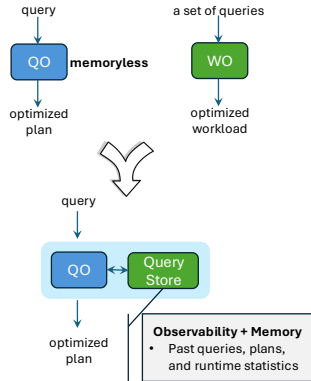 query
a set of queries
QO
memoryless
WO
optimized
plan
optimized
workload
query
QO
Query
Store
optimized
plan
Observability + Memory
• Past queries, plans,
and runtime statistics